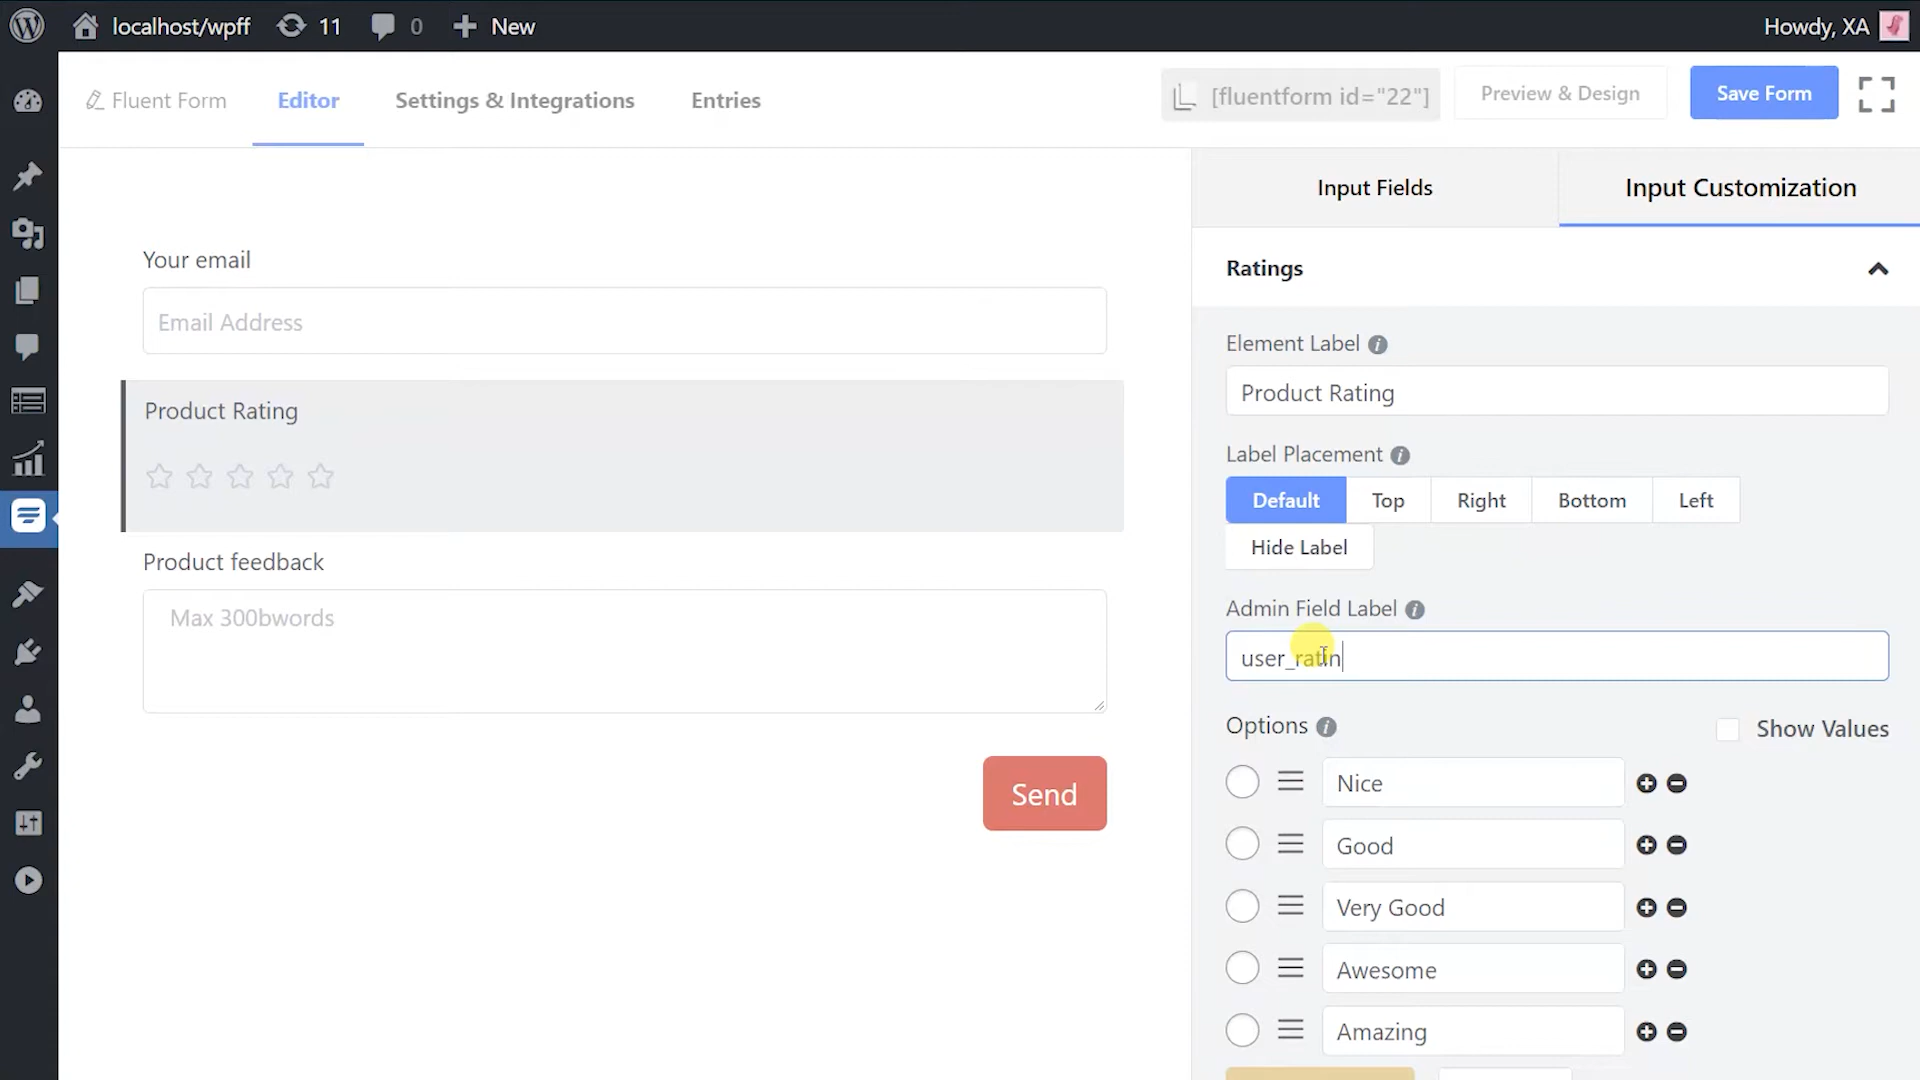 localhost/wpff 11 0 New Howdy, XA
Fluent Form Editor Settings & Integrations Entries [fluentform id="22"] Preview & Design Save Form
Input Fields Input Customization
Ratings
Your email
Email Address
Product Rating
Product feedback
Max 300bwords
Send
Element Label
Product Rating
Label Placement
Default Top Right Bottom Left
Hide Label
Admin Field Label
user_ratin
Options Show Values
Nice
Good
Very Good
Awesome
Amazing